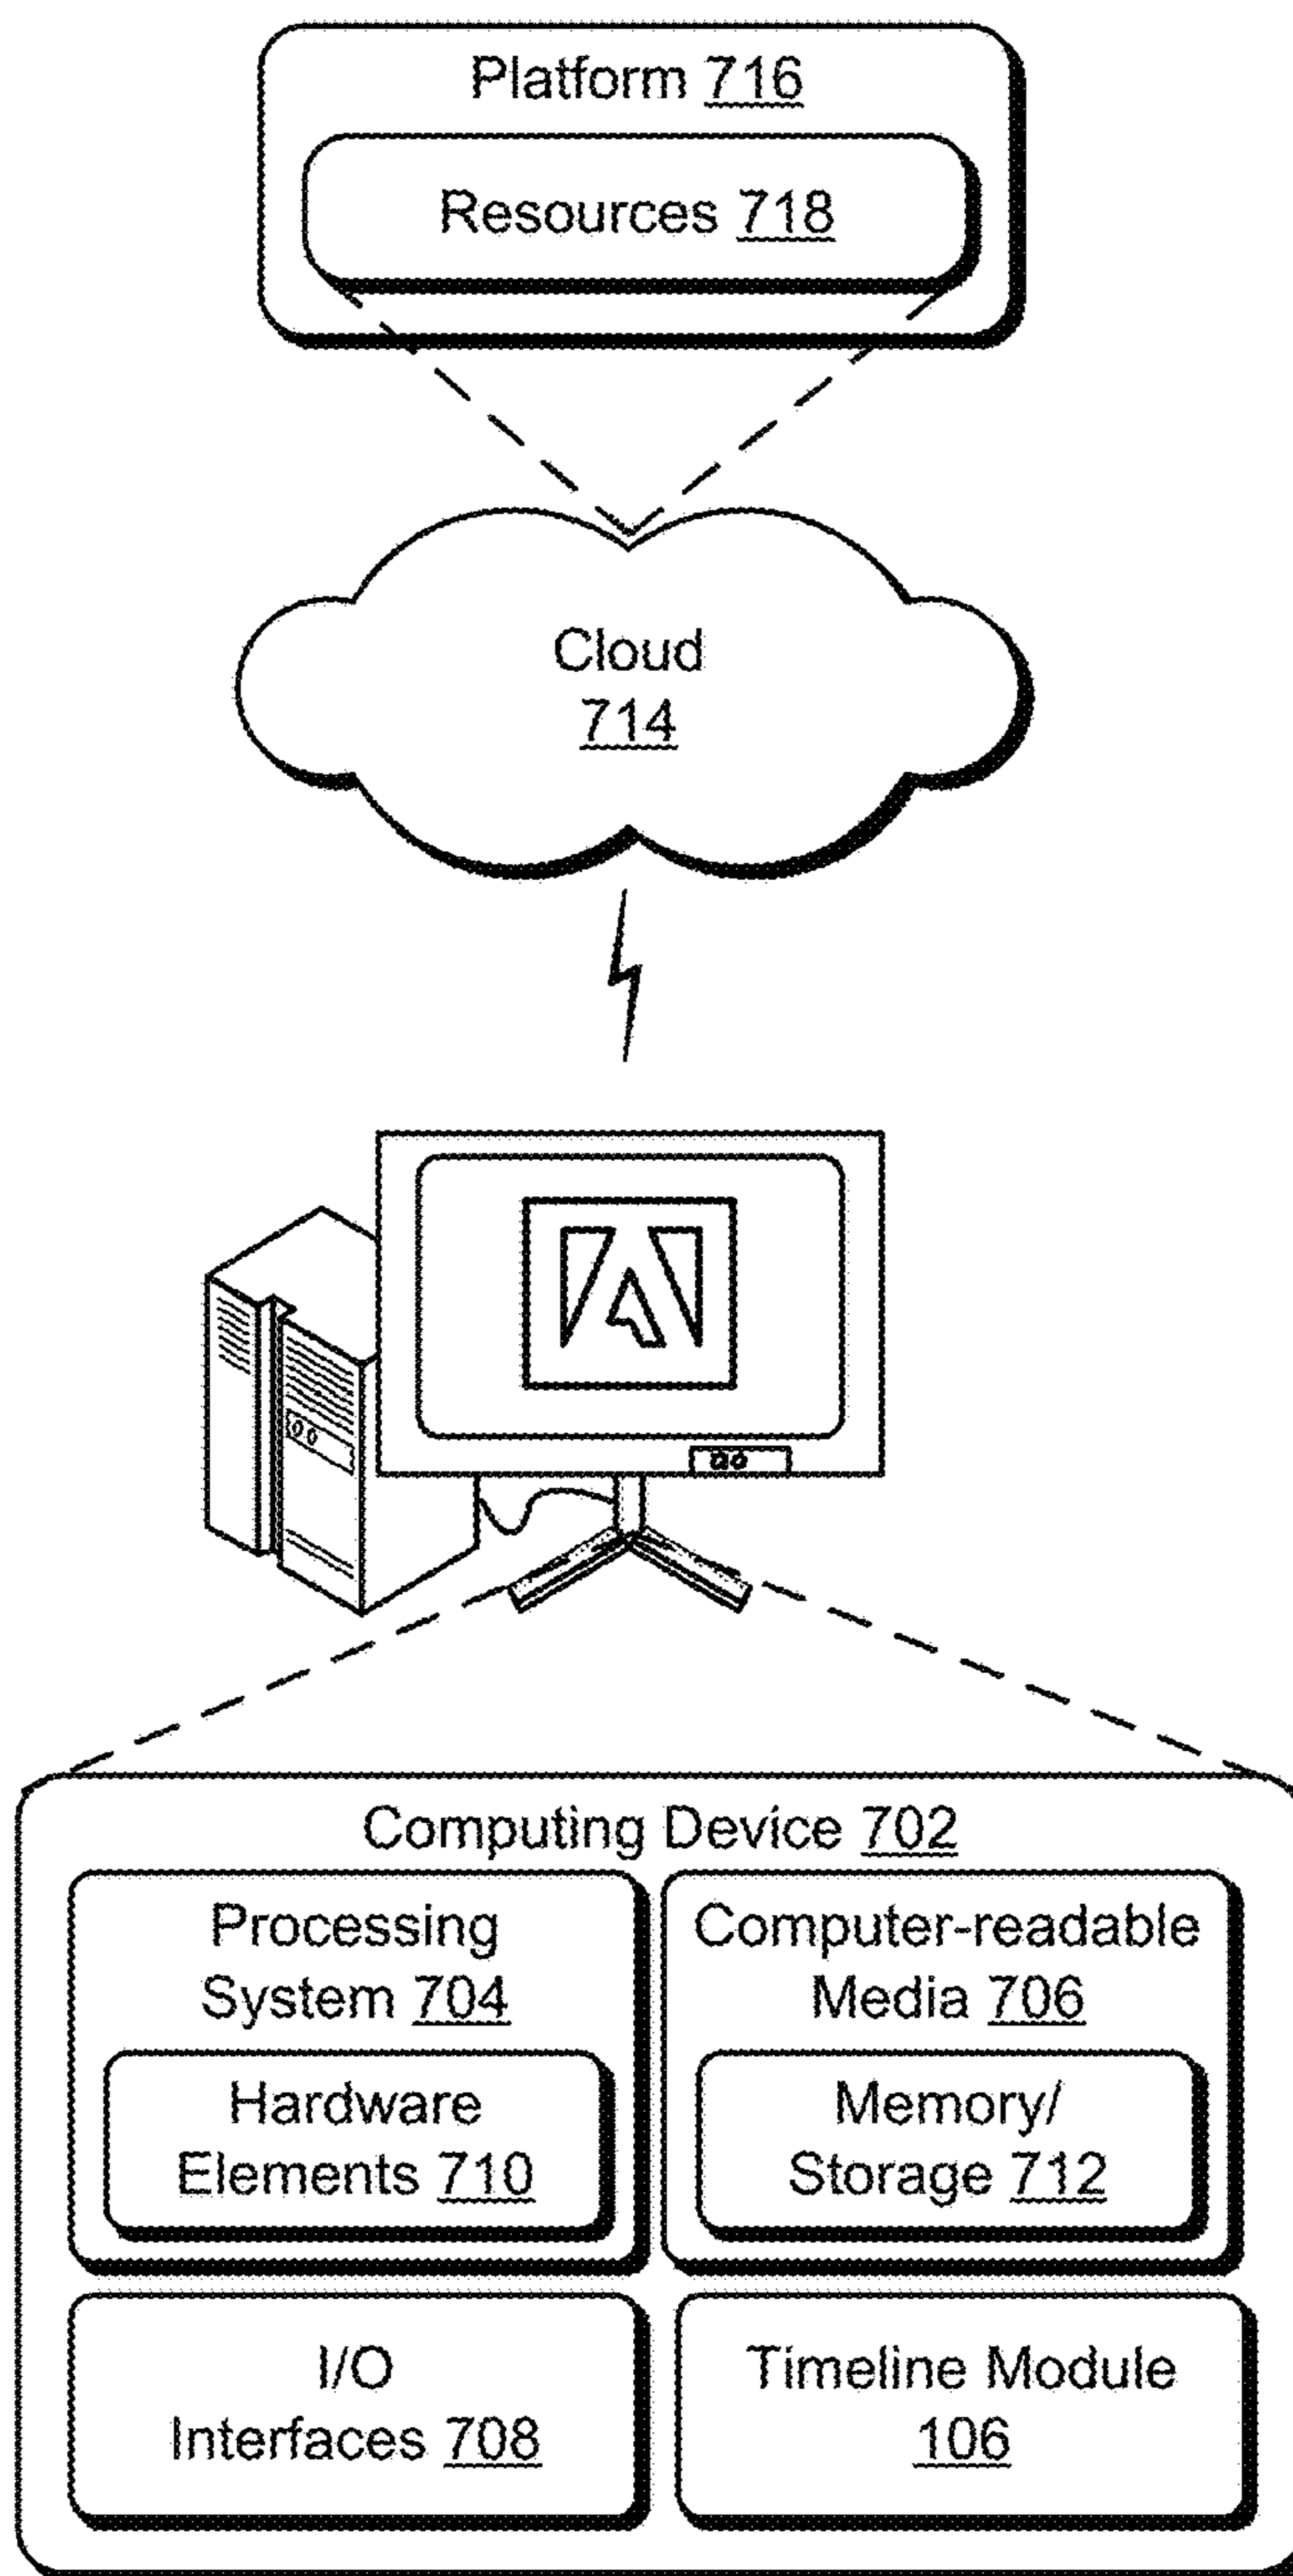 Platform 716
Resources 718
Cloud
714
Computing Device 702
Processing
System 704
Hardware
Elements 710
Computer-readable
Media 706
Memory/
Storage 712
I/O
Interfaces 708
Timeline Module
106